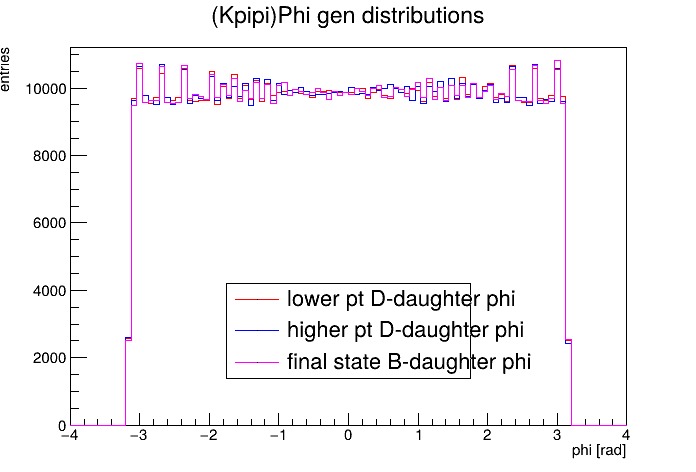 (Kpipi)Phi gen distributions
entries
10000
8000
6000
4000
2000
0
lower pt D-daughter phi
higher pt D-daughter phi
final state B-daughter phi
−4 −3 −2 −1 0 1 2 3 4
phi [rad]